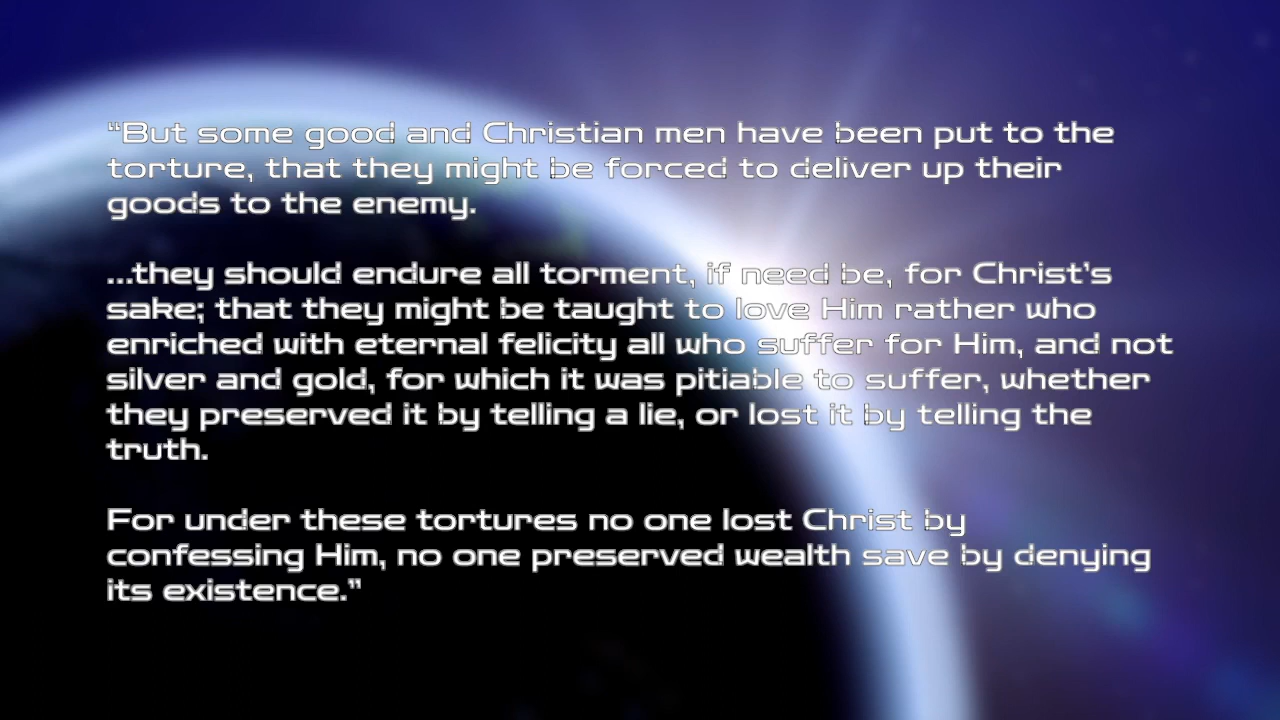 “But some good and Christian men have been put to the
torture, that they might be forced to deliver up their
goods to the enemy.
...they should endure all torment, if need be, for Christ’s
sake; that they might be taught to love Him rather who
enriched with eternal felicity all who suffer for Him, and not
silver and gold, for which it was pitiable to suffer, whether
they preserved it by telling a lie, or lost it by telling the
truth.
For under these tortures no one lost Christ by
confessing Him, no one preserved wealth save by denying
its existence.”